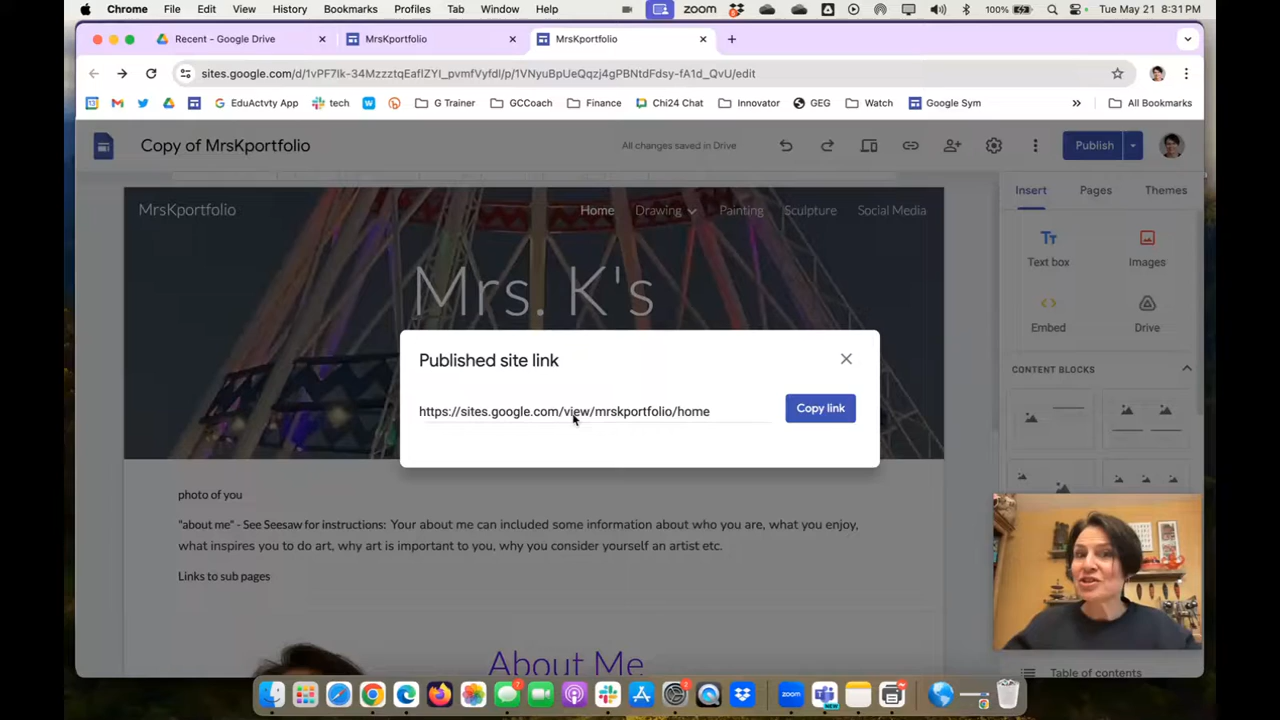 Chrome File Edit View History Bookmarks Profiles Tab Window Help zoom 100% Tue May 21 8:31 PM
Recent - Google Drive MrsKportfolio MrsKportfolio
sites.google.com/d/1vPF7lk-34MzzztqEaflZYl_pvmfVyfdl/p/1VNyuBpUeQqzj4gPBNtdFdsy-fA1d_QvU/edit
EduActvty App tech G Trainer GCCoach Finance Chi24 Chat Innovator GEG Watch Google Sym All Bookmarks
Copy of MrsKportfolio All changes saved in Drive Publish
Insert Pages Themes
MrsKportfolio Home Drawing Painting Sculpture Social Media
Text box Images
Mrs. K's
Embed Drive
Published site link
CONTENT BLOCKS
https://sites.google.com/view/mrskportfolio/home Copy link
photo of you
"about me" - See Seesaw for instructions: Your about me can included some information about who you are, what you enjoy,
what inspires you to do art, why art is important to you, why you consider yourself an artist etc.
Links to sub pages
About Me
Table of contents
zoom
NEW